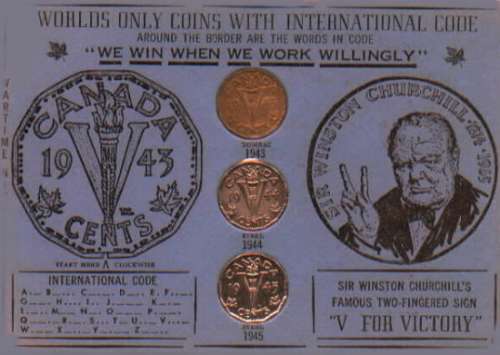 WORLDS ONLY COINS WITH INTERNATIONAL CODE
AROUND THE BORDER ARE THE WORDS IN CODE
"WE WIN WHEN WE WORK WILLINGLY"
WARTIME
CANADA
1943
CENTS
START HERE CLOCKWISE
INTERNATIONAL CODE
TOMBAC
1943
STEEL
1944
STEEL
1945
SIR WINSTON CHURCHILL
SIR WINSTON CHURCHILL'S
FAMOUS TWO-FINGERED SIGN
"V FOR VICTORY"